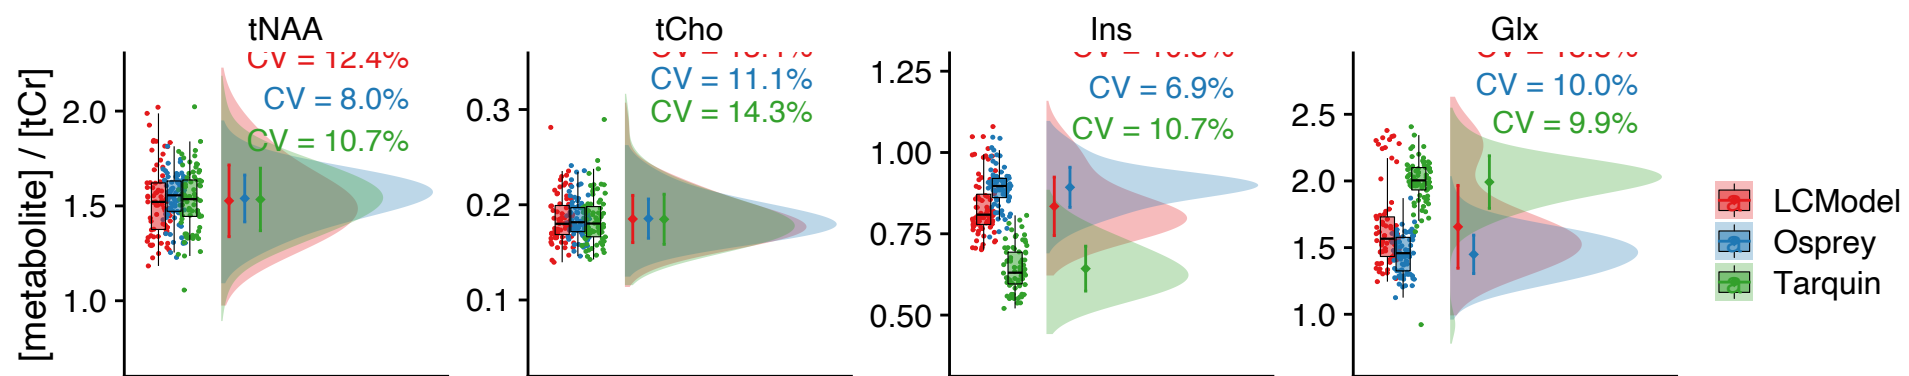 tNAA
tCho
Ins
Glx
[metabolite] / [tCr]
2.0
1.5
1.0
CV = 12.4%
CV = 8.0%
CV = 10.7%
0.3
0.2
0.1
CV = 11.1%
CV = 14.3%
1.25
1.00
0.75
0.50
CV = 6.9%
CV = 10.7%
2.5
2.0
1.5
1.0
CV = 10.0%
CV = 9.9%
LCModel
Osprey
Tarquin